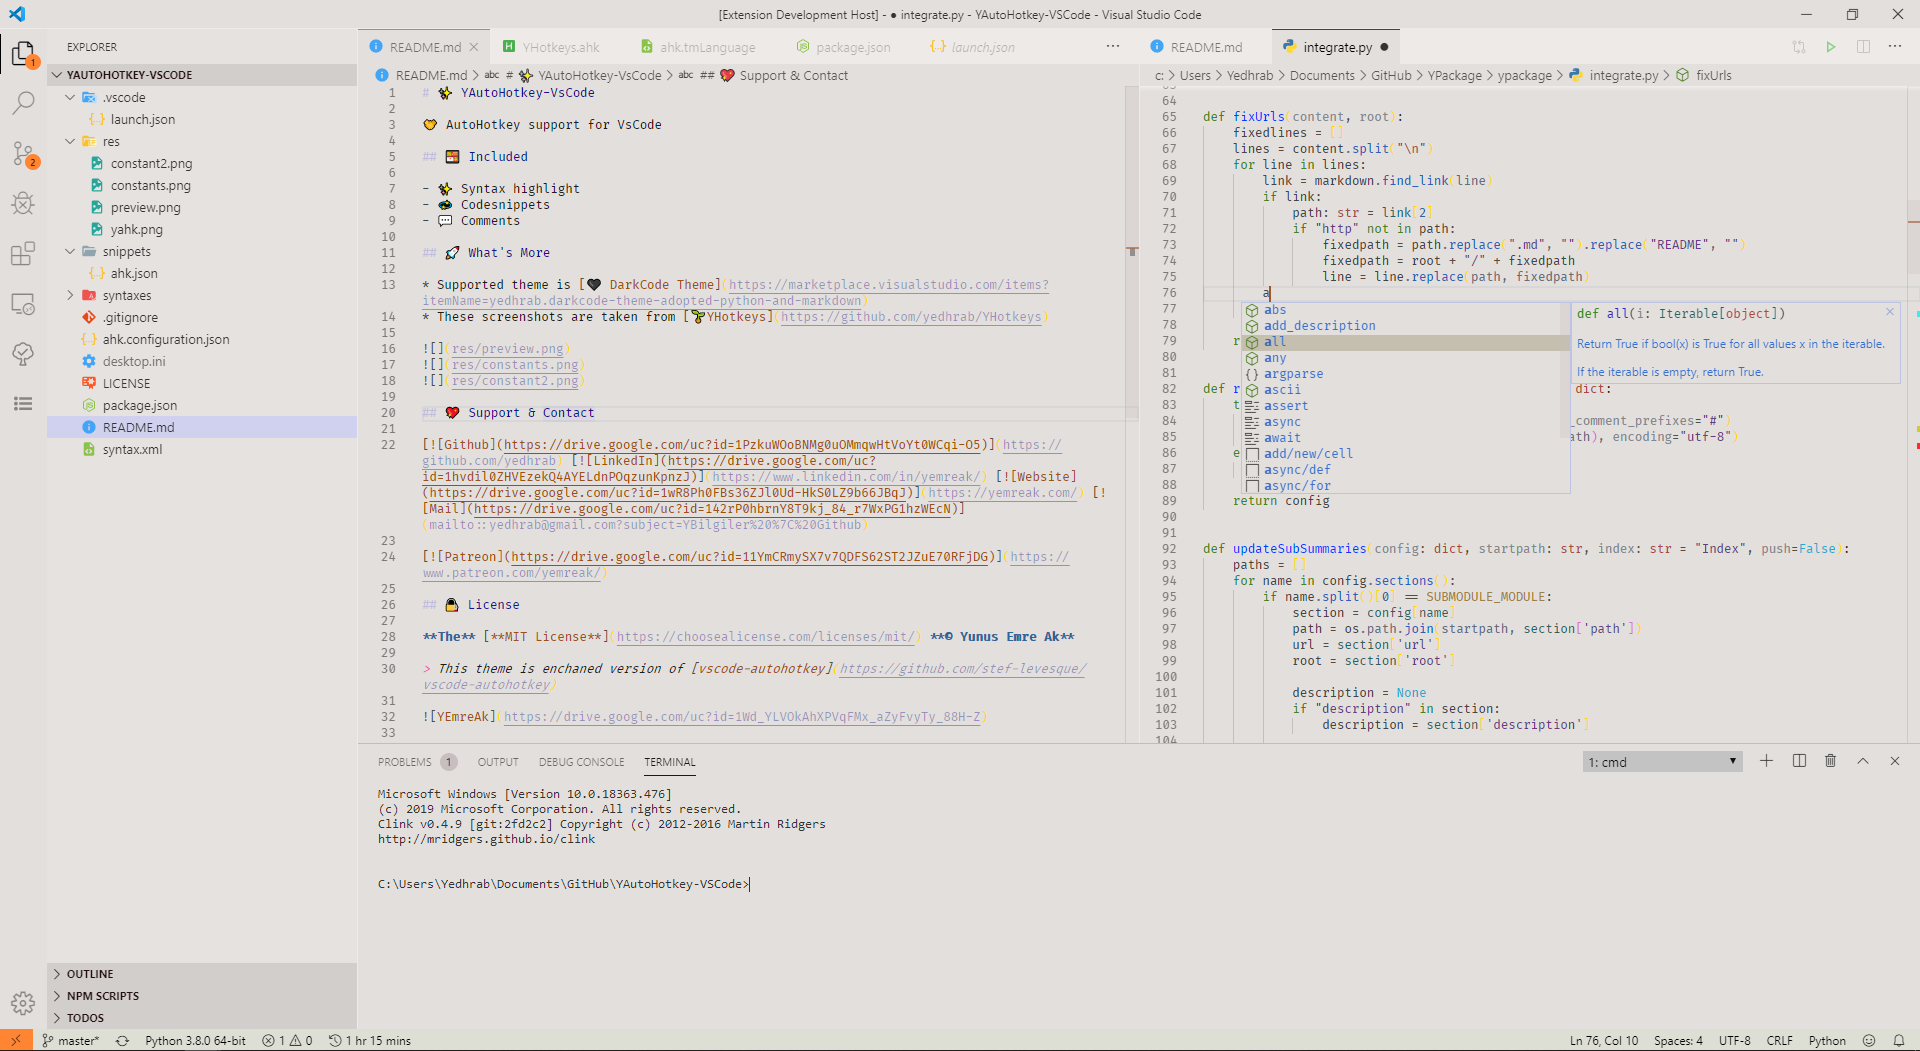 [Extension Development Host] - ● integrate.py - YAutoHotkey-VSCode - Visual Studio Code
EXPLORER
YAUTOHOTKEY-VSCODE
.vscode
{..} launch.json
res
constant2.png
constants.png
preview.png
yahk.png
snippets
{..} ahk.json
syntaxes
.gitignore
{..} ahk.configuration.json
desktop.ini
LICENSE
package.json
README.md
syntax.xml
OUTLINE
NPM SCRIPTS
TODOS
1
2
README.md YHotkeys.ahk ahk.tmLanguage package.json {..} launch.json
README.md > abc # ✨ YAutoHotkey-VsCode > abc ## 💖 Support & Contact
1 # ✨ YAutoHotkey-VsCode
2
3 AutoHotkey support for VsCode
4
5 ## 🍱 Included
6
7 - ✨ Syntax highlight
8 - Codesnippets
9 - 💬 Comments
10
11 ## 🚀 What's More
12
13 * Supported theme is [🖤 DarkCode Theme](https://marketplace.visualstudio.com/items?
itemName=yedhrab.darkcode-theme-adopted-python-and-markdown)
14 * These screenshots are taken from [🌴YHotkeys](https://github.com/yedhrab/YHotkeys)
15
16 ![](res/preview.png)
17 ![](res/constants.png)
18 ![](res/constant2.png)
19
20 ## 💖 Support & Contact
21
22 [![Github](https://drive.google.com/uc?id=1PzkuWOoBNMg0uOMmqwHtVoYt0WCqi-O5)](https://
github.com/yedhrab) [![LinkedIn](https://drive.google.com/uc?
id=1hvdil0ZHVEzekQ4AYELdnPOqzunKpnzJ)](https://www.linkedin.com/in/yemreak/) [![Website]
(https://drive.google.com/uc?id=1wR8Ph0FBs36ZJl0Ud-HkS0LZ9b66JBqJ)](https://yemreak.com/) [!
[Mail](https://drive.google.com/uc?id=142rP0hbrnY8T9kj_84_r7WxPG1hzWEcN)]
(mailto::yedhrab@gmail.com?subject=YBilgiler%20%7C%20Github)
23
24 [![Patreon](https://drive.google.com/uc?id=11YmCRmySX7v7QDFS62ST2JZuE70RFjDG)](https://
www.patreon.com/yemreak/)
25
26 ## 🔏 License
27
28 **The** [**MIT License**](https://choosealicense.com/licenses/mit/) **© Yunus Emre Ak**
29
30 > This theme is enchaned version of [vscode-autohotkey](https://github.com/stef-levesque/
vscode-autohotkey)
31
32 ![YEmreAk](https://drive.google.com/uc?id=1Wd_YLVOkAhXPVqFMx_aZyFvyTy_88H-Z)
33
README.md integrate.py ●
c: > Users > Yedhrab > Documents > GitHub > YPackage > ypackage > integrate.py > fixUrls
64
65 def fixUrls(content, root):
66 fixedlines = []
67 lines = content.split("\n")
68 for line in lines:
69 link = markdown.find_link(line)
70 if link:
71 path: str = link[2]
72 if "http" not in path:
73 fixedpath = path.replace(".md", "").replace("README", "")
74 fixedpath = root + "/" + fixedpath
75 line = line.replace(path, fixedpath)
76 a
77
78
79 r
80
81
82 def r dict:
83 t
84 _comment_prefixes="#")
85 ath), encoding="utf-8")
86 e
87
88
89 return config
90
91
92 def updateSubSummaries(config: dict, startpath: str, index: str = "Index", push=False):
93 paths = []
94 for name in config.sections():
95 if name.split()[0] == SUBMODULE_MODULE:
96 section = config[name]
97 path = os.path.join(startpath, section['path'])
98 url = section['url']
99 root = section['root']
100
101 description = None
102 if "description" in section:
103 description = section['description']
104
abs
add_description
all
any
{} argparse
ascii
assert
async
await
add/new/cell
async/def
async/for
def all(i: Iterable[object])
Return True if bool(x) is True for all values x in the iterable.
If the iterable is empty, return True.
PROBLEMS 1 OUTPUT DEBUG CONSOLE TERMINAL 1: cmd
Microsoft Windows [Version 10.0.18363.476]
(c) 2019 Microsoft Corporation. All rights reserved.
Clink v0.4.9 [git:2fd2c2] Copyright (c) 2012-2016 Martin Ridgers
http://mridgers.github.io/clink
C:\Users\Yedhrab\Documents\GitHub\YAutoHotkey-VSCode>
master* Python 3.8.0 64-bit 1 0 1 hr 15 mins Ln 76, Col 10 Spaces: 4 UTF-8 CRLF Python